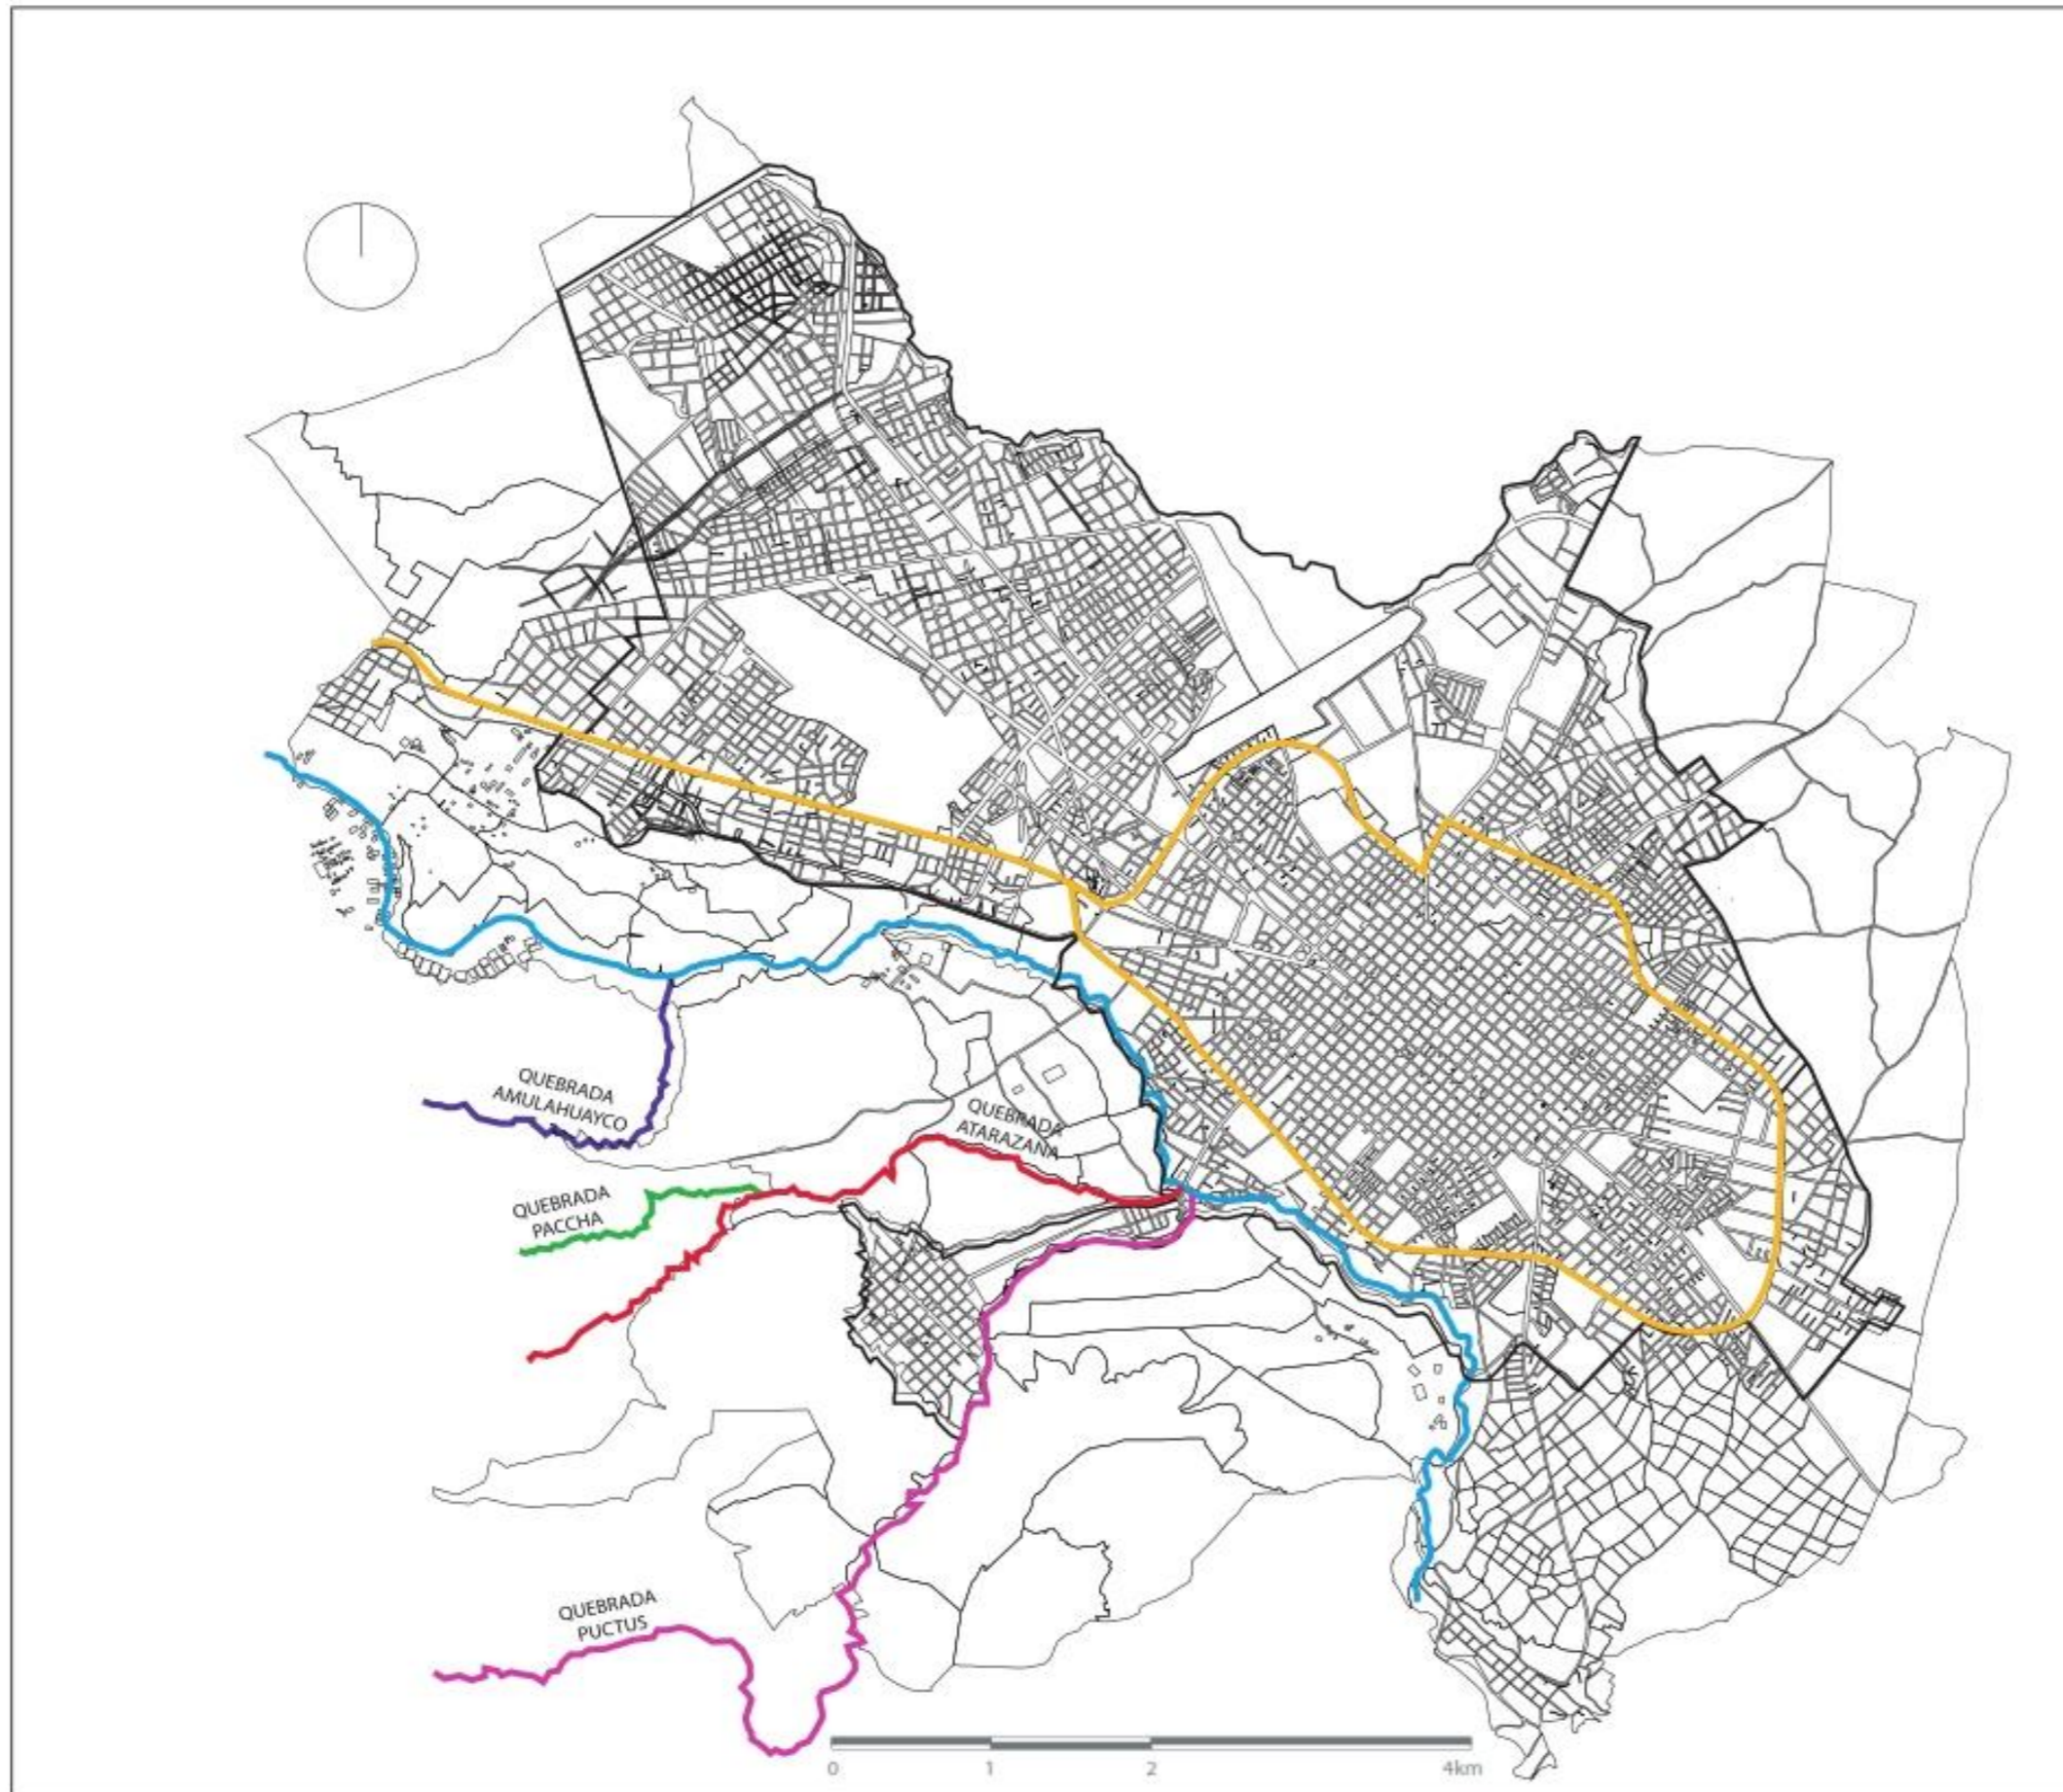 QUEBRADA
AMULAHUAYCO
QUEBRADA
ATARAZANA
QUEBRADA
PACCHA
QUEBRADA
PUCTUS
0 1 2 4km